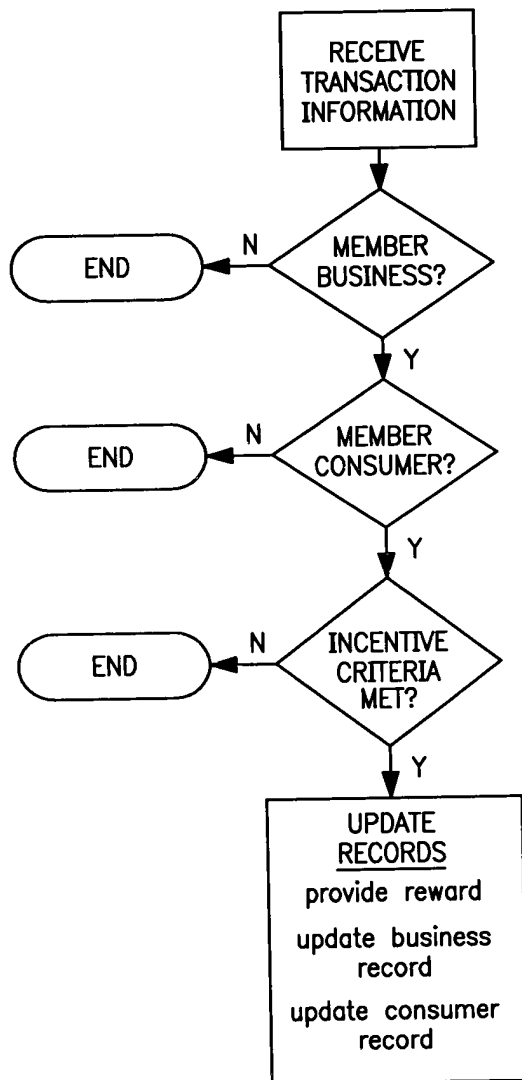 RECEIVE
TRANSACTION
INFORMATION
MEMBER
BUSINESS?
N
END
Y
MEMBER
CONSUMER?
N
END
Y
INCENTIVE
CRITERIA
MET?
N
END
Y
UPDATE
RECORDS
provide reward
update business
record
update consumer
record